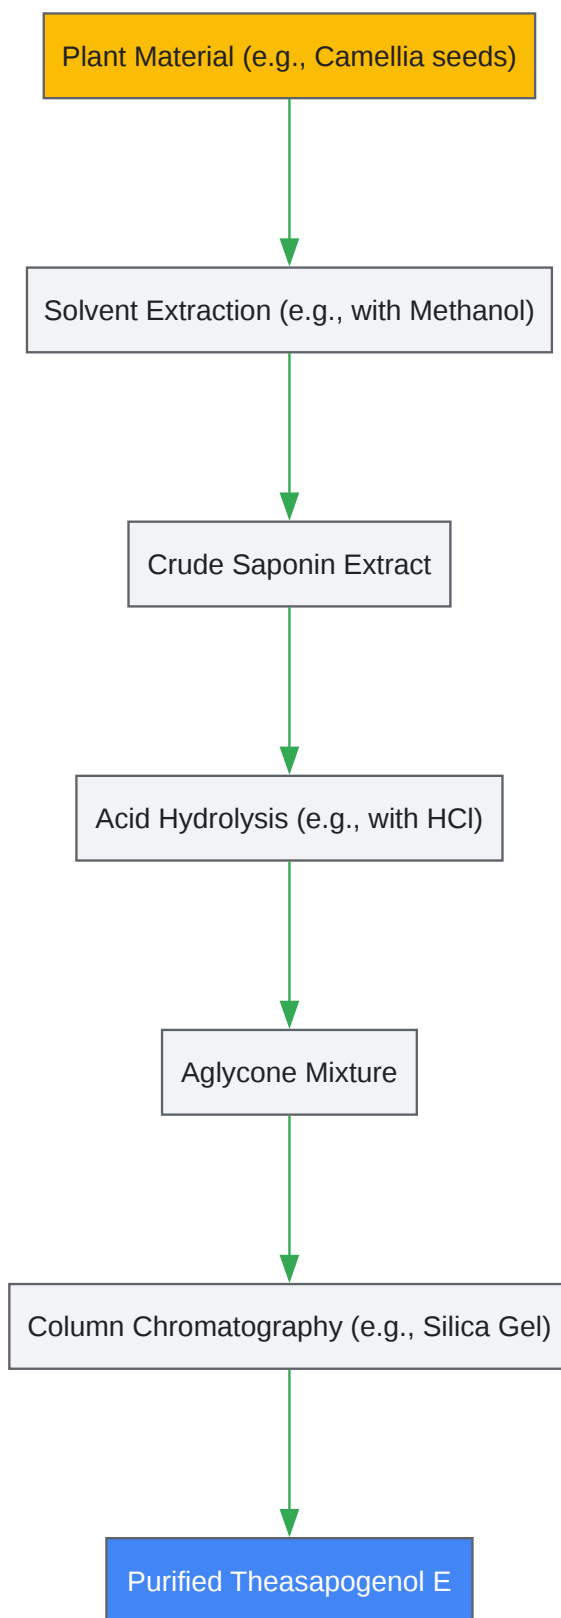 Plant Material (e.g., Camellia seeds)
Solvent Extraction (e.g., with Methanol)
Crude Saponin Extract
Acid Hydrolysis (e.g., with HCl)
Aglycone Mixture
Column Chromatography (e.g., Silica Gel)
Purified Theasapogenol E